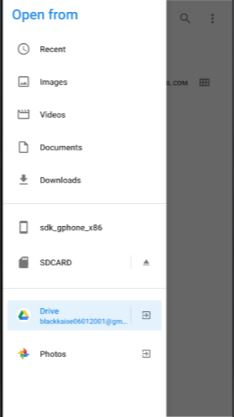 Open from
Recent
Images
Videos
Documents
Downloads
sdk_gphone_x86
SDCARD
Drive
blackkaise06012001@gm...
Photos